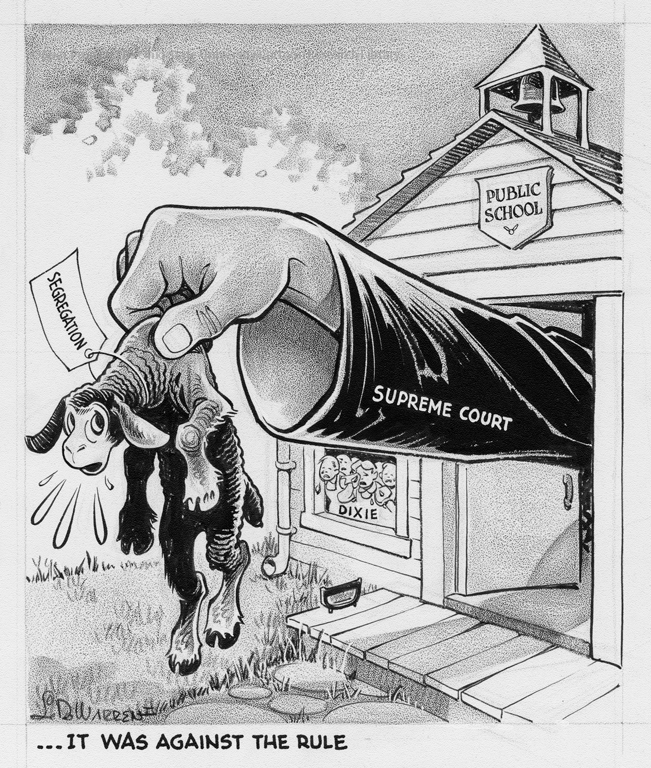 PUBLIC
SCHOOL
SEGREGATION
SUPREME COURT
DIXIE
L.D. WARREN
...IT WAS AGAINST THE RULE